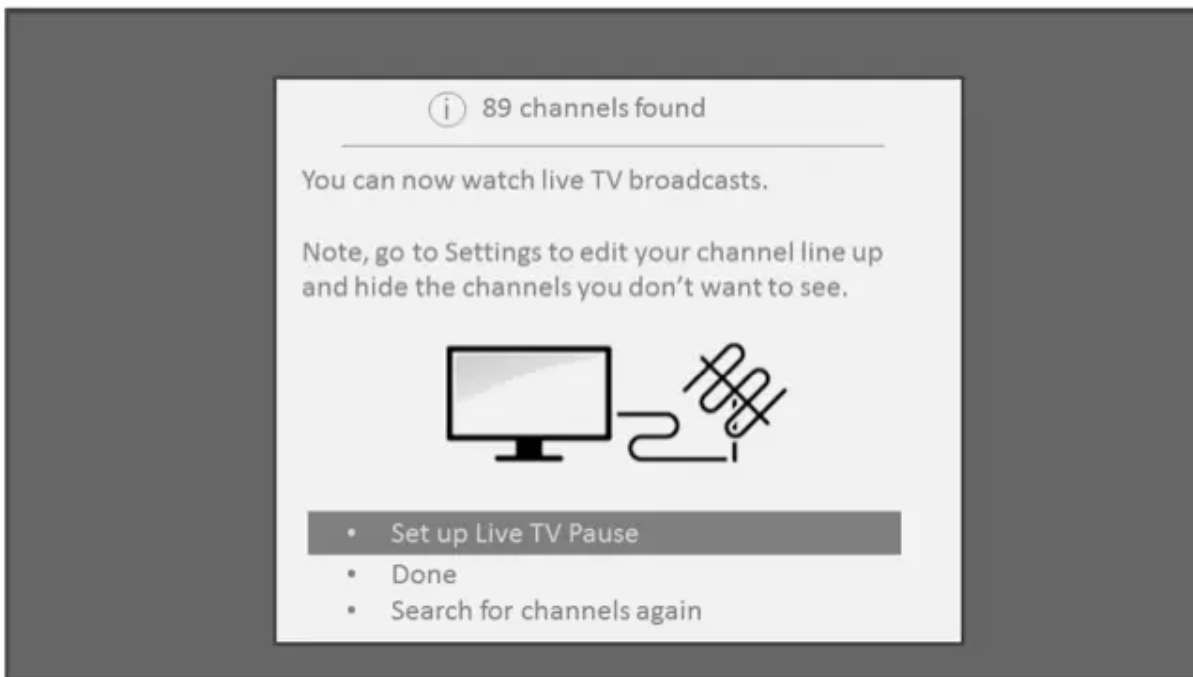 i 89 channels found
You can now watch live TV broadcasts.
Note, go to Settings to edit your channel line up
and hide the channels you don’t want to see.
• Set up Live TV Pause
• Done
• Search for channels again